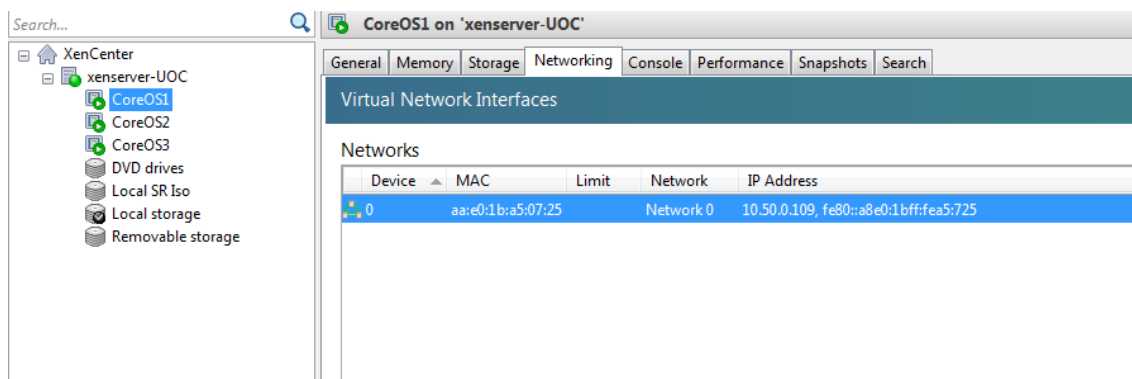 Search...
XenCenter
xenserver-UOC
CoreOS1
CoreOS2
CoreOS3
DVD drives
Local SR Iso
Local storage
Removable storage
CoreOS1 on 'xenserver-UOC'
General Memory Storage Networking Console Performance Snapshots Search
Virtual Network Interfaces
Networks
Device MAC Limit Network IP Address
0 aa:e0:1b:a5:07:25 Network 0 10.50.0.109, fe80::a8e0:1bff:fea5:725